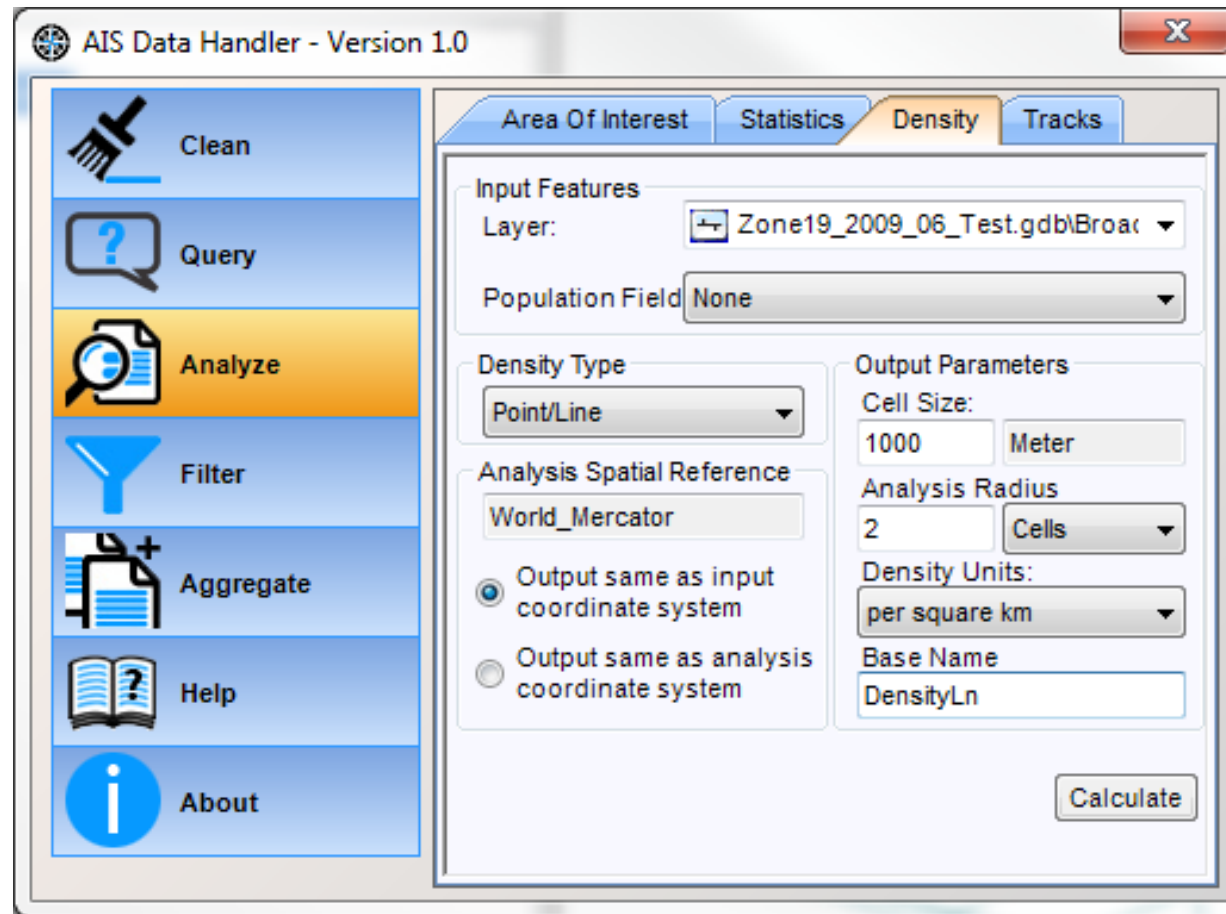 AIS Data Handler - Version 1.0
X
Clean
Query
Analyze
Filter
Aggregate
Help
About
Area Of Interest Statistics Density Tracks
Input Features
Layer: Zone19_2009_06_Test.gdb\Broac
Population Field None
Density Type
Point/Line
Analysis Spatial Reference
World_Mercator
Output same as input
coordinate system
Output same as analysis
coordinate system
Output Parameters
Cell Size:
1000 Meter
Analysis Radius
2 Cells
Density Units:
per square km
Base Name
DensityLn
Calculate